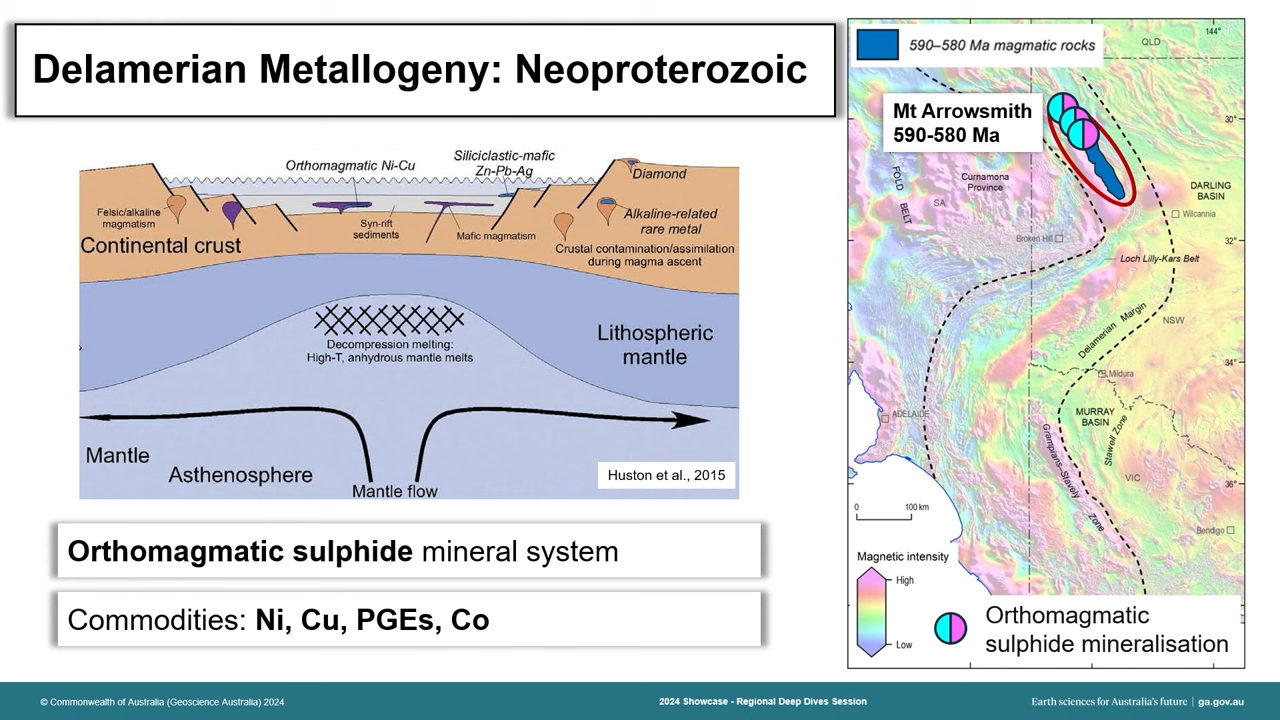 Delamerian Metallogeny: Neoproterozoic
Orthomagmatic Ni-Cu
Siliciclastic-mafic
Zn-Pb-Ag
Diamond
Felsic/alkaline
magmatism
Syn-rift
sediments
Mafic magmatism
Alkaline-related
rare metal
Continental crust
Crustal contamination/assimilation
during magma ascent
Decompression melting:
High-T, anhydrous mantle melts
Lithospheric
mantle
Mantle
Asthenosphere
Mantle flow
Huston et al., 2015
Orthomagmatic sulphide mineral system
Commodities: Ni, Cu, PGEs, Co
590–580 Ma magmatic rocks
144°
QLD
Mt Arrowsmith
590-580 Ma
30°
FOLD
BELT
Curnamona
Province
SA
DARLING
BASIN
Wilcannia
Broken Hill
32°
Loch Lilly-Kars Belt
Delamerian Margin
NSW
34°
Mildura
ADELAIDE
MURRAY
BASIN
Stawell Zone
Grampians-Stavely
Zone
VIC
36°
0 100 km
Bendigo
Magnetic intensity
High
Low
Orthomagmatic
sulphide mineralisation
© Commonwealth of Australia (Geoscience Australia) 2024
2024 Showcase - Regional Deep Dives Session
Earth sciences for Australia's future | ga.gov.au